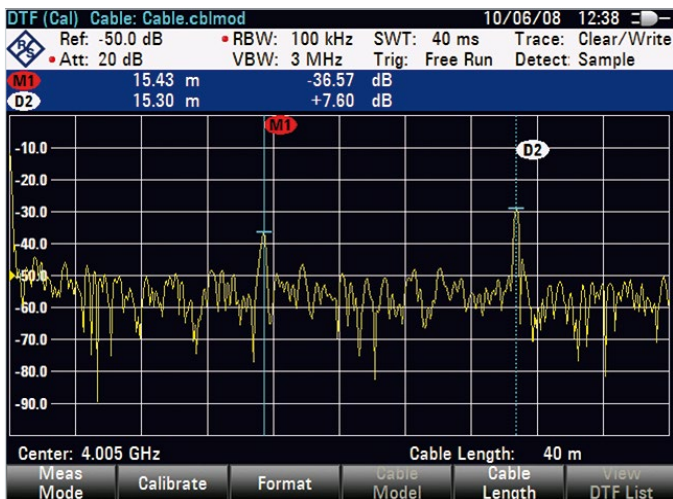 DTF (Cal) Cable: Cable.cblmod 10/06/08 12:38
Ref: -50.0 dB • RBW: 100 kHz SWT: 40 ms Trace: Clear/Write
• Att: 20 dB VBW: 3 MHz Trig: Free Run Detect: Sample
M1 15.43 m -36.57 dB
D2 15.30 m +7.60 dB
M1
D2
-10.0
-20.0
-30.0
-40.0
-50.0
-60.0
-70.0
-80.0
-90.0
Center: 4.005 GHz Cable Length: 40 m
Meas Mode
Calibrate
Format
Cable Model
Cable Length
View DTF List